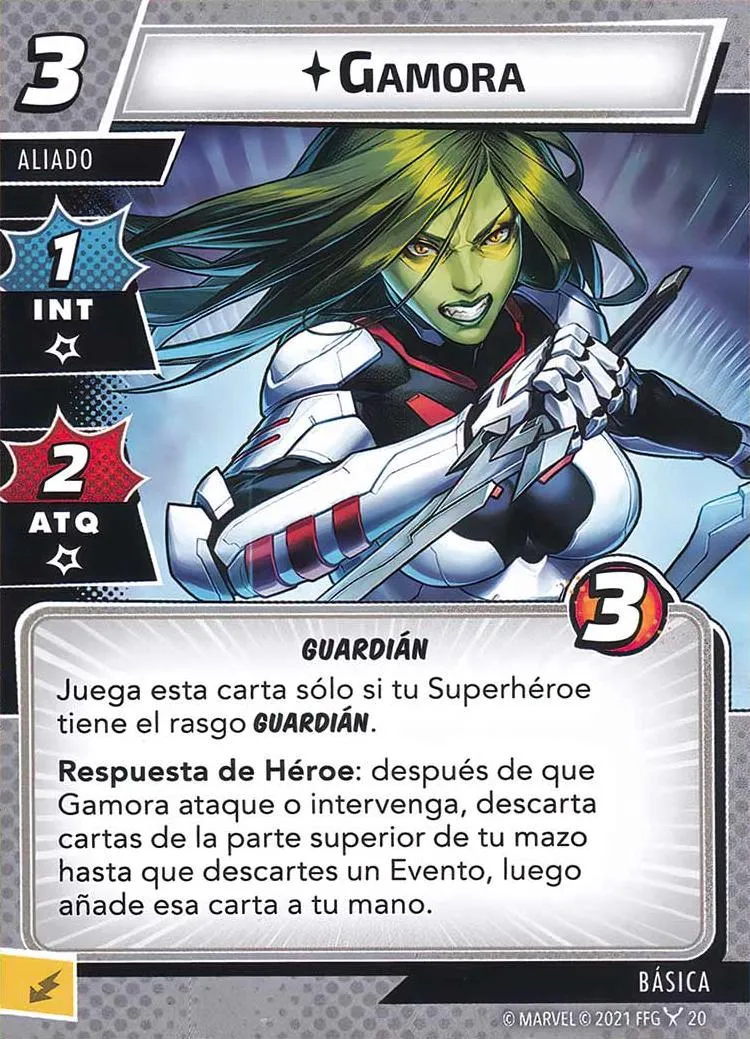 3
GAMORA
ALIADO
1
INT
2
ATQ
3
GUARDIÁN
Juega esta carta sólo si tu Superhéroe
tiene el rasgo GUARDIÁN.
Respuesta de Héroe: después de que
Gamora ataque o intervenga, descarta
cartas de la parte superior de tu mazo
hasta que descartes un Evento, luego
añade esa carta a tu mano.
BÁSICA
© MARVEL © 2021 FFG 20